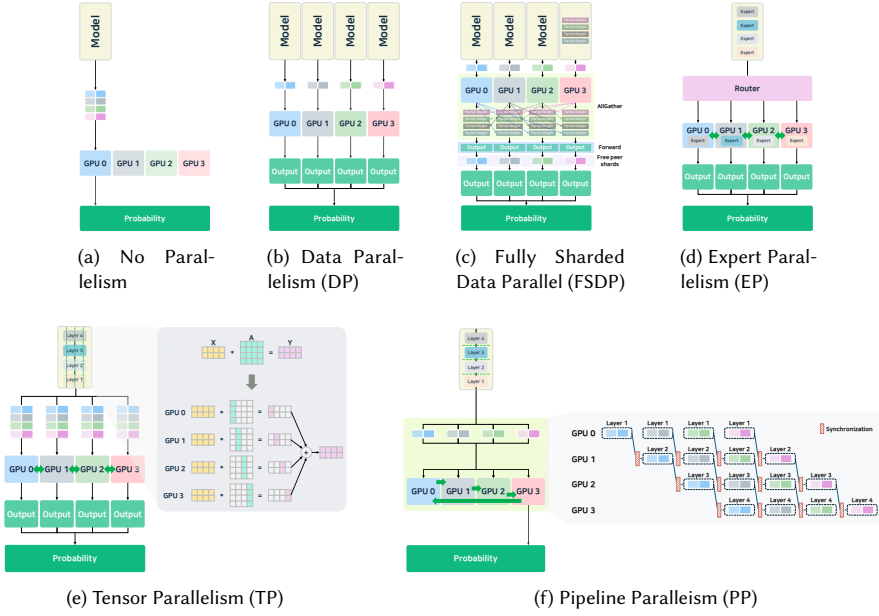 Model
GPU 0 GPU 1 GPU 2 GPU 3
Probability
(a) No Paral-
lelism
Model Model Model Model
GPU 0 GPU 1 GPU 2 GPU 3
Output Output Output Output
Probability
(b) Data Paral-
lelism (DP)
Model Model Model
GPU 0 GPU 1 GPU 2 GPU 3
AllGather
Output Output Output Output
Forward
Free peer
shards
Output Output Output Output
Probability
(c) Fully Sharded
Data Parallel (FSDP)
Expert
Expert
Expert
Expert
Router
GPU 0 GPU 1 GPU 2 GPU 3
Expert Expert Expert Expert
Output Output Output Output
Probability
(d) Expert Paral-
lelism (EP)
Layer 4
Layer 3
Layer 2
Layer 1
GPU 0 GPU 1 GPU 2 GPU 3
Output Output Output Output
Probability
X A Y
* =
GPU 0 * =
GPU 1 * =
+
GPU 2 * =
GPU 3 * =
(e) Tensor Parallelism (TP)
Layer 4
Layer 3
Layer 2
Layer 1
GPU 0 GPU 1 GPU 2 GPU 3
Probability
Layer 1 Layer 1 Layer 1 Layer 1
GPU 0
Synchronization
Layer 2 Layer 2 Layer 2 Layer 2
GPU 1
Layer 3 Layer 3 Layer 3 Layer 3
GPU 2
Layer 4 Layer 4 Layer 4 Layer 4
GPU 3
(f) Pipeline Paralleism (PP)